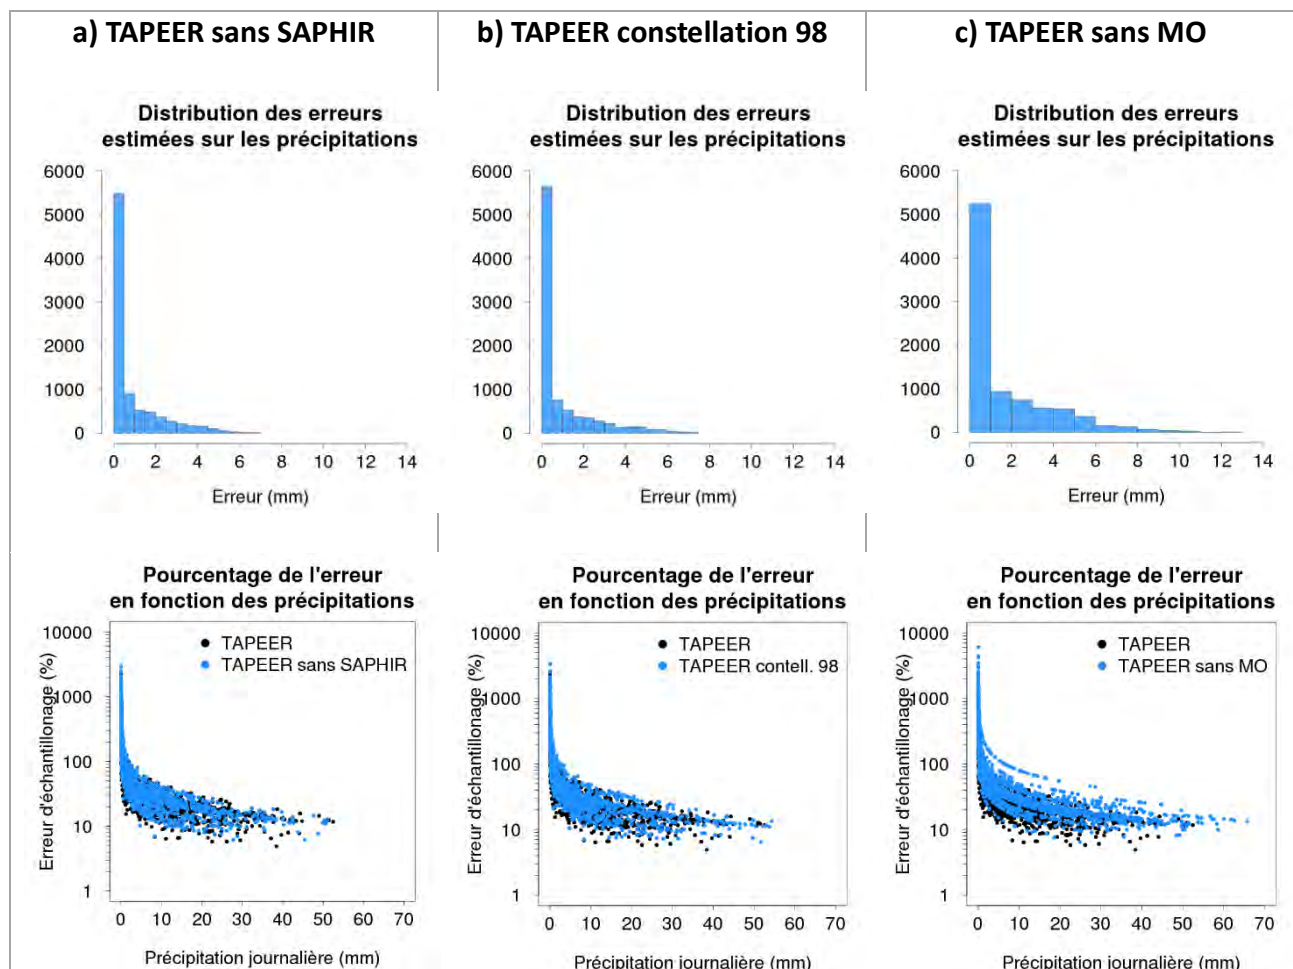 a) TAPEER sans SAPHIR
b) TAPEER constellation 98
c) TAPEER sans MO
Distribution des erreurs
estimées sur les précipitations
6000
5000
4000
3000
2000
1000
0
0 2 4 6 8 10 12 14
Erreur (mm)
Distribution des erreurs
estimées sur les précipitations
6000
5000
4000
3000
2000
1000
0
0 2 4 6 8 10 12 14
Erreur (mm)
Distribution des erreurs
estimées sur les précipitations
6000
5000
4000
3000
2000
1000
0
0 2 4 6 8 10 12 14
Erreur (mm)
Pourcentage de l'erreur
en fonction des précipitations
Erreur d'échantillonage (%)
10000
1000
100
10
1
TAPEER
TAPEER sans SAPHIR
0 10 20 30 40 50 60 70
Précipitation journalière (mm)
Pourcentage de l'erreur
en fonction des précipitations
Erreur d'échantillonage (%)
10000
1000
100
10
1
TAPEER
TAPEER contell. 98
0 10 20 30 40 50 60 70
Précipitation journalière (mm)
Pourcentage de l'erreur
en fonction des précipitations
Erreur d'échantillonage (%)
10000
1000
100
10
1
TAPEER
TAPEER sans MO
0 10 20 30 40 50 60 70
Précipitation journalière (mm)